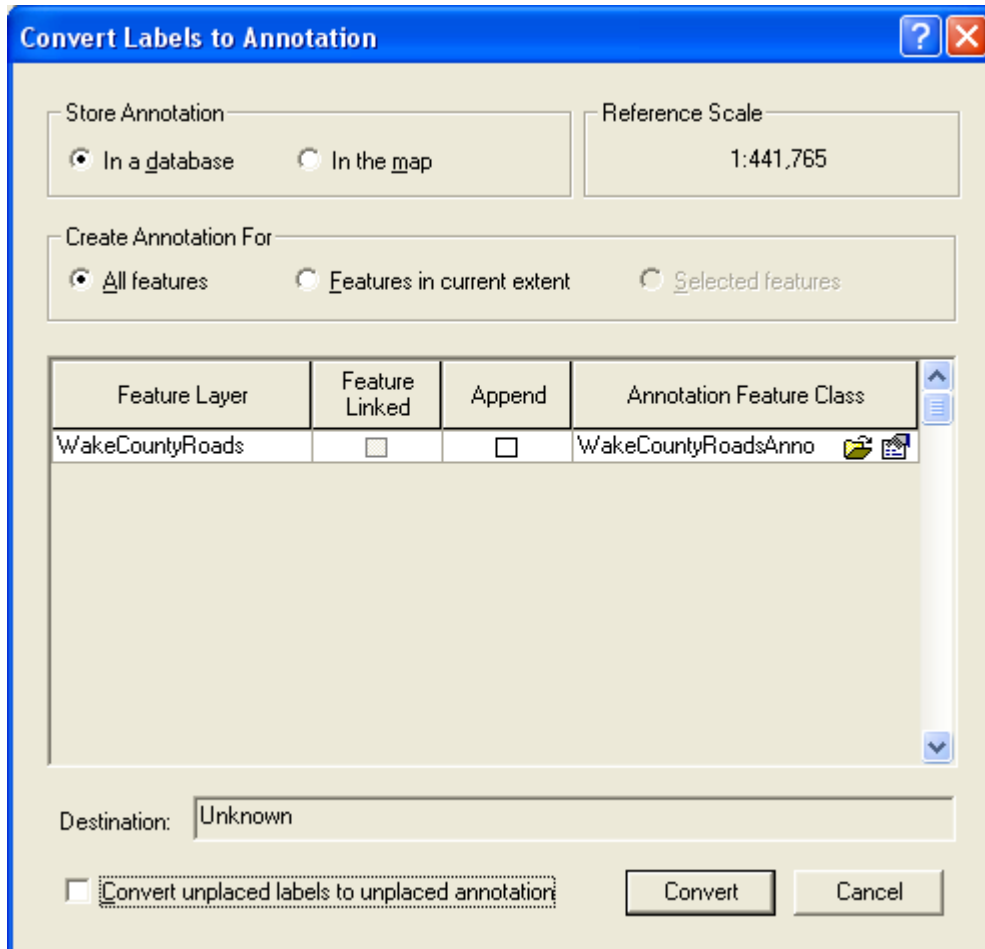 Convert Labels to Annotation
Store Annotation
In a database
In the map
Reference Scale
1:441,765
Create Annotation For
All features
Features in current extent
Selected features
Feature Layer
Feature Linked
Append
Annotation Feature Class
WakeCountyRoads
WakeCountyRoadsAnno
Destination:
Unknown
Convert unplaced labels to unplaced annotation
Convert
Cancel